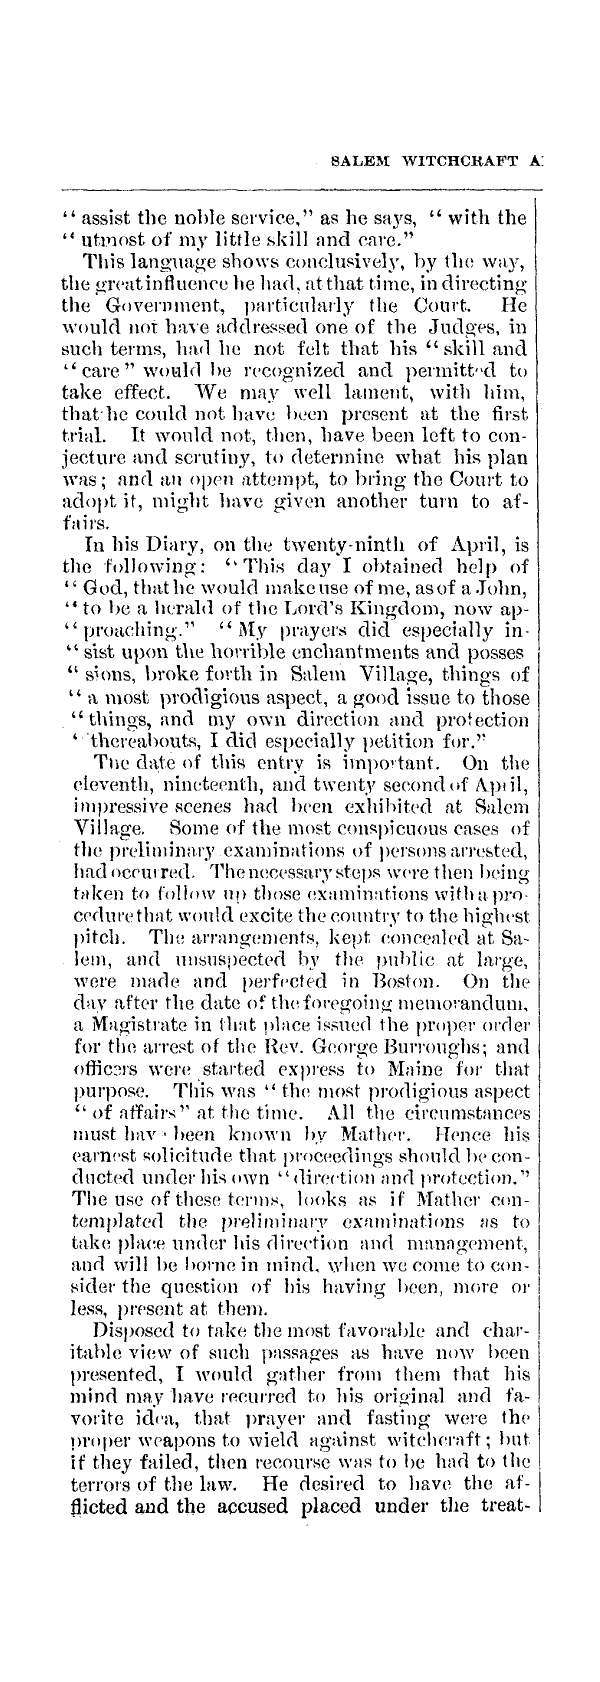 SALEM WITCHCRAFT A
“ assist the noble service,” as he says, “ with the
“ utmost of my little skill and care.”
This language shows conclusively, by the way,
the great influence he had, at that time, in directing
the Government, particularly the Court. He
would not have addressed one of the Judges, in
such terms, had he not felt that his “ skill and
“ care ” would be recognized and permitted to
take effect. We may well lament, with him,
that he could not have been present at the first
trial. It would not, then, have been left to con-
jecture and scrutiny, to determine what his plan
was ; and an open attempt, to bring the Court to
adopt it, might have given another turn to af-
fairs.
In his Diary, on the twenty-ninth of April, is
the following: “ This day I obtained help of
“ God, that he would make use of me, as of a John,
“ to be a herald of the Lord's Kingdom, now ap-
“ proaching.” “ My prayers did especially in-
“ sist upon the horrible enchantments and posses
“ sions, broke forth in Salem Village, things of
“ a most prodigious aspect, a good issue to those
“ things, and my own direction and protection
‘ thereabouts, I did especially petition for.”
The date of this entry is important. On the
eleventh, nineteenth, and twenty second of April,
impressive scenes had been exhibited at Salem
Village. Some of the most conspicuous cases of
the preliminary examinations of persons arrested,
had occurred. The necessary steps were then being
taken to follow up those examinations with a pro-
cedure that would excite the country to the highest
pitch. The arrangements, kept concealed at Sa-
lem, and unsuspected by the public at large,
were made and perfected in Boston. On the
day after the date of the foregoing memorandum,
a Magistrate in that place issued the proper order
for the arrest of the Rev. George Burroughs; and
officers were started express to Maine for that
purpose. This was “ the most prodigious aspect
“ of affairs” at the time. All the circumstances
must have been known by Mather. Hence his
earnest solicitude that proceedings should be con-
ducted under his own “direction and protection.”
The use of these terms, looks as if Mather con-
templated the preliminary examinations as to
take place under his direction and management,
and will be borne in mind, when we come to con-
sider the question of his having been, more or
less, present at them.
Disposed to take the most favorable and char-
itable view of such passages as have now been
presented, I would gather from them that his
mind may have recurred to his original and fa-
vorite idea, that prayer and fasting were the
proper weapons to wield against witchcraft ; but
if they failed, then recourse was to be had to the
terrors of the law. He desired to have the af-
flicted and the accused placed under the treat-